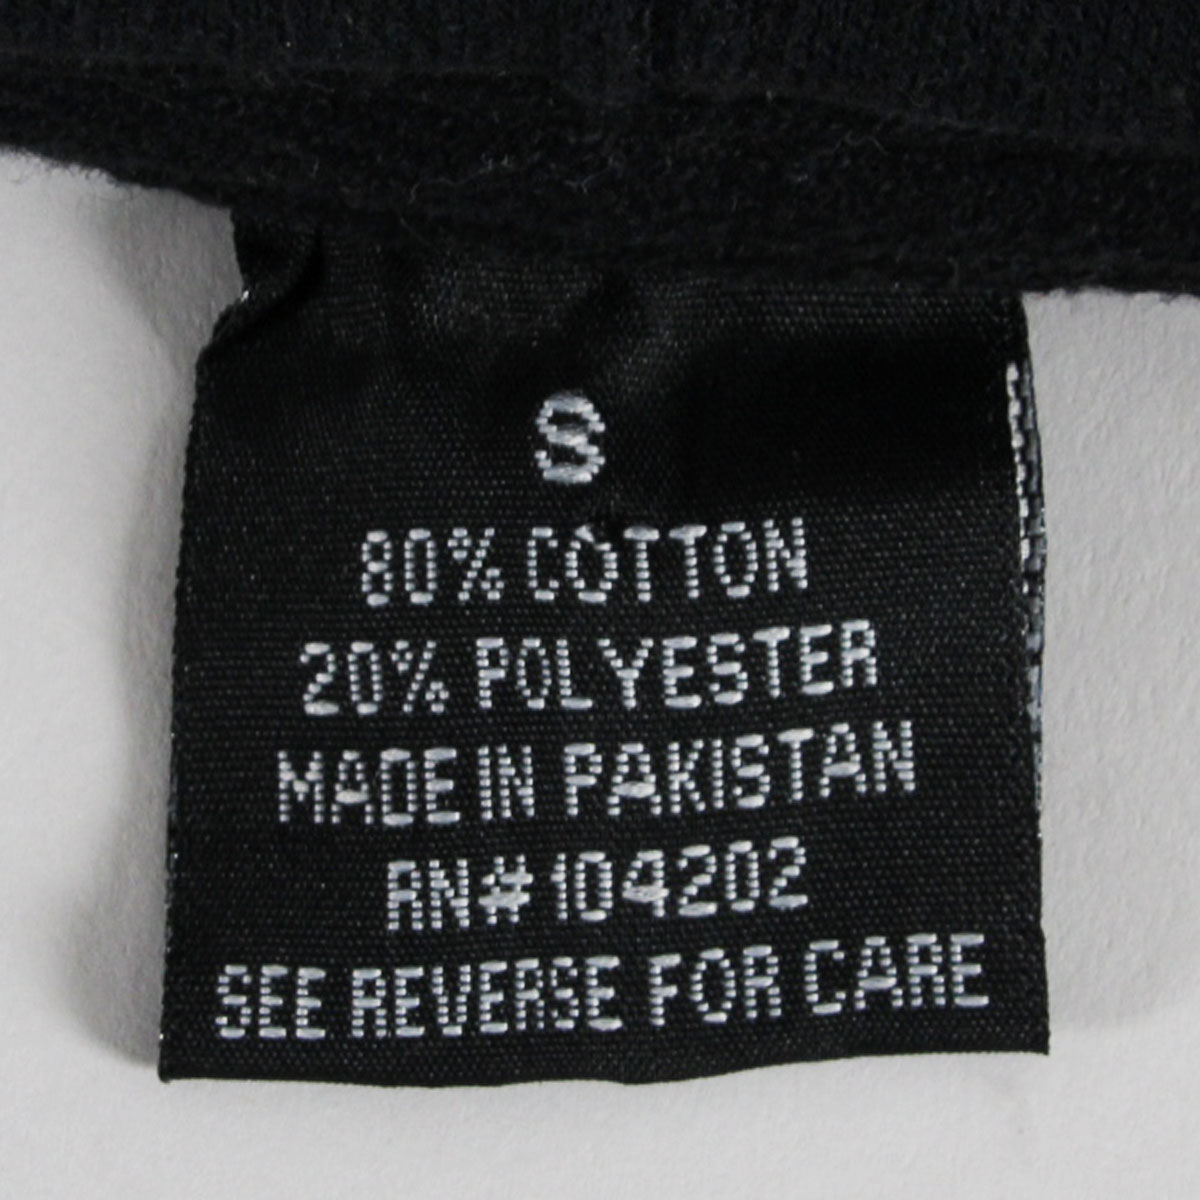 S
80% COTTON
20% POLYESTER
MADE IN PAKISTAN
RN# 104202
SEE REVERSE FOR CARE